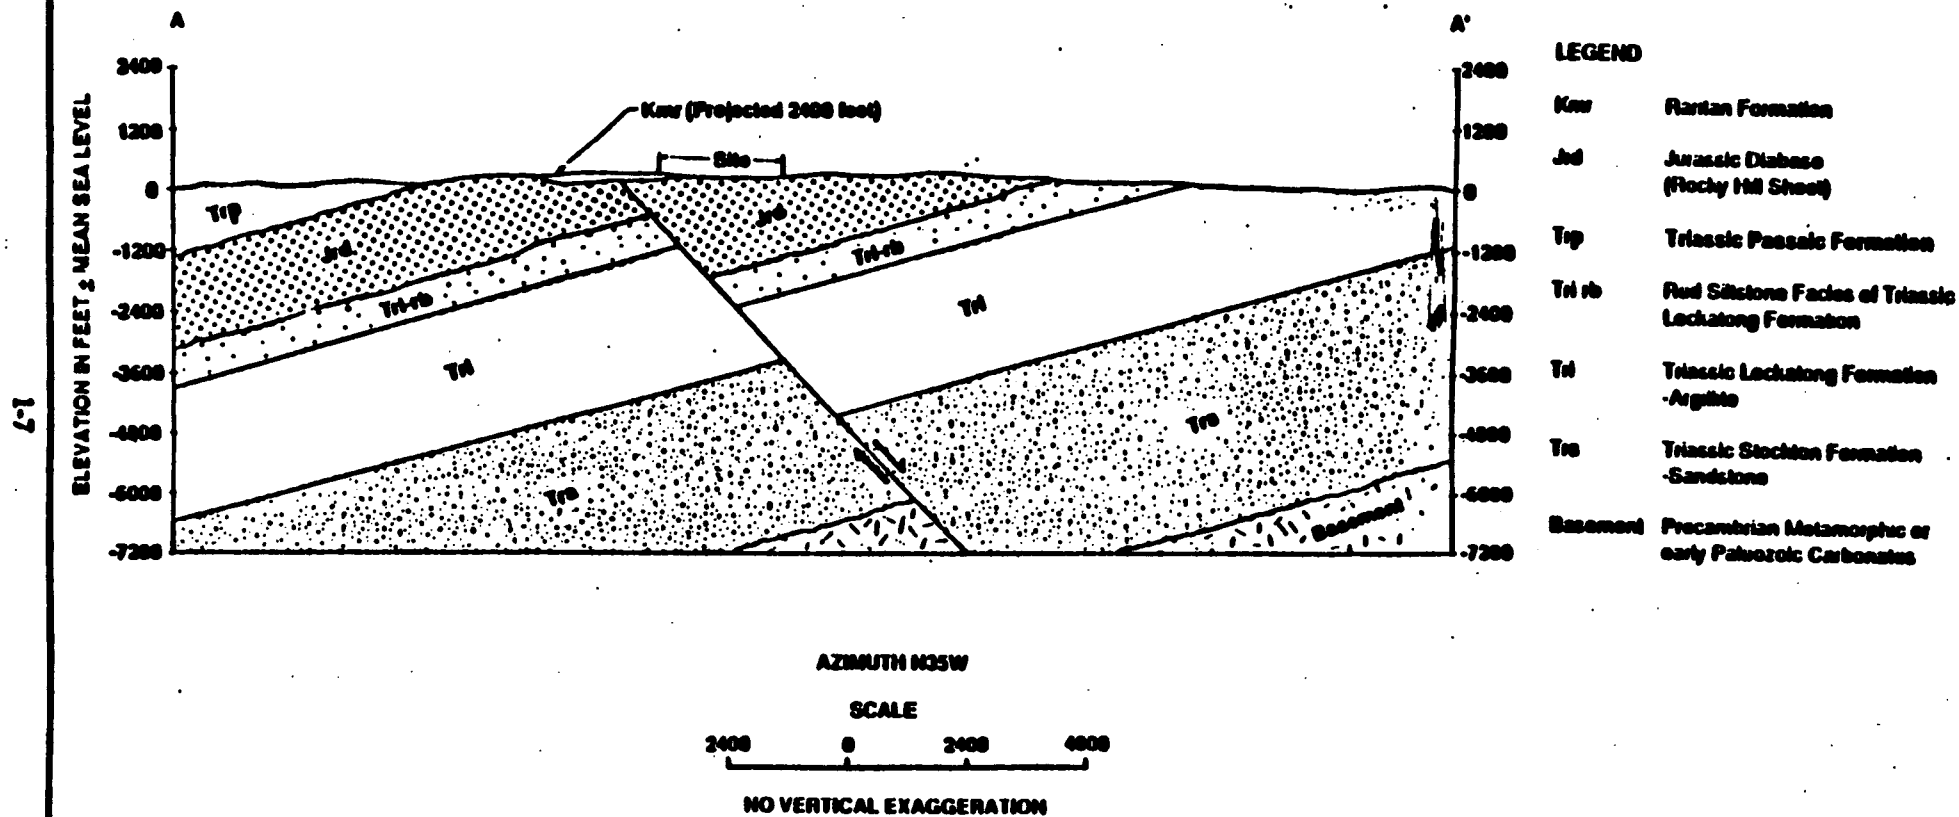 A
A'
2400
1200
0
-1200
-2400
-3600
-4800
-6000
-7200
ELEVATION IN FEET ± MEAN SEA LEVEL
Kmr (Projected 2400 feet)
Site
Trp
Jrd
Jrd
Trl-rb
Trl-rb
Trl
Trl
Trs
Trs
Basement
2400
1200
0
-1200
-2400
-3600
-4800
-6000
-7200
LEGEND
Kmr Raritan Formation
Jrd Jurassic Diabase
(Rocky Hill Sheet)
Trp Triassic Passaic Formation
Trl-rb Red Siltstone Facies of Triassic
Lockatong Formation
Trl Triassic Lockatong Formation
-Argillite
Trs Triassic Stockton Formation
-Sandstone
Basement Precambrian Metamorphic or
early Paleozoic Carbonates
AZIMUTH N35W
SCALE
2400 0 2400 4800
NO VERTICAL EXAGGERATION
1-7